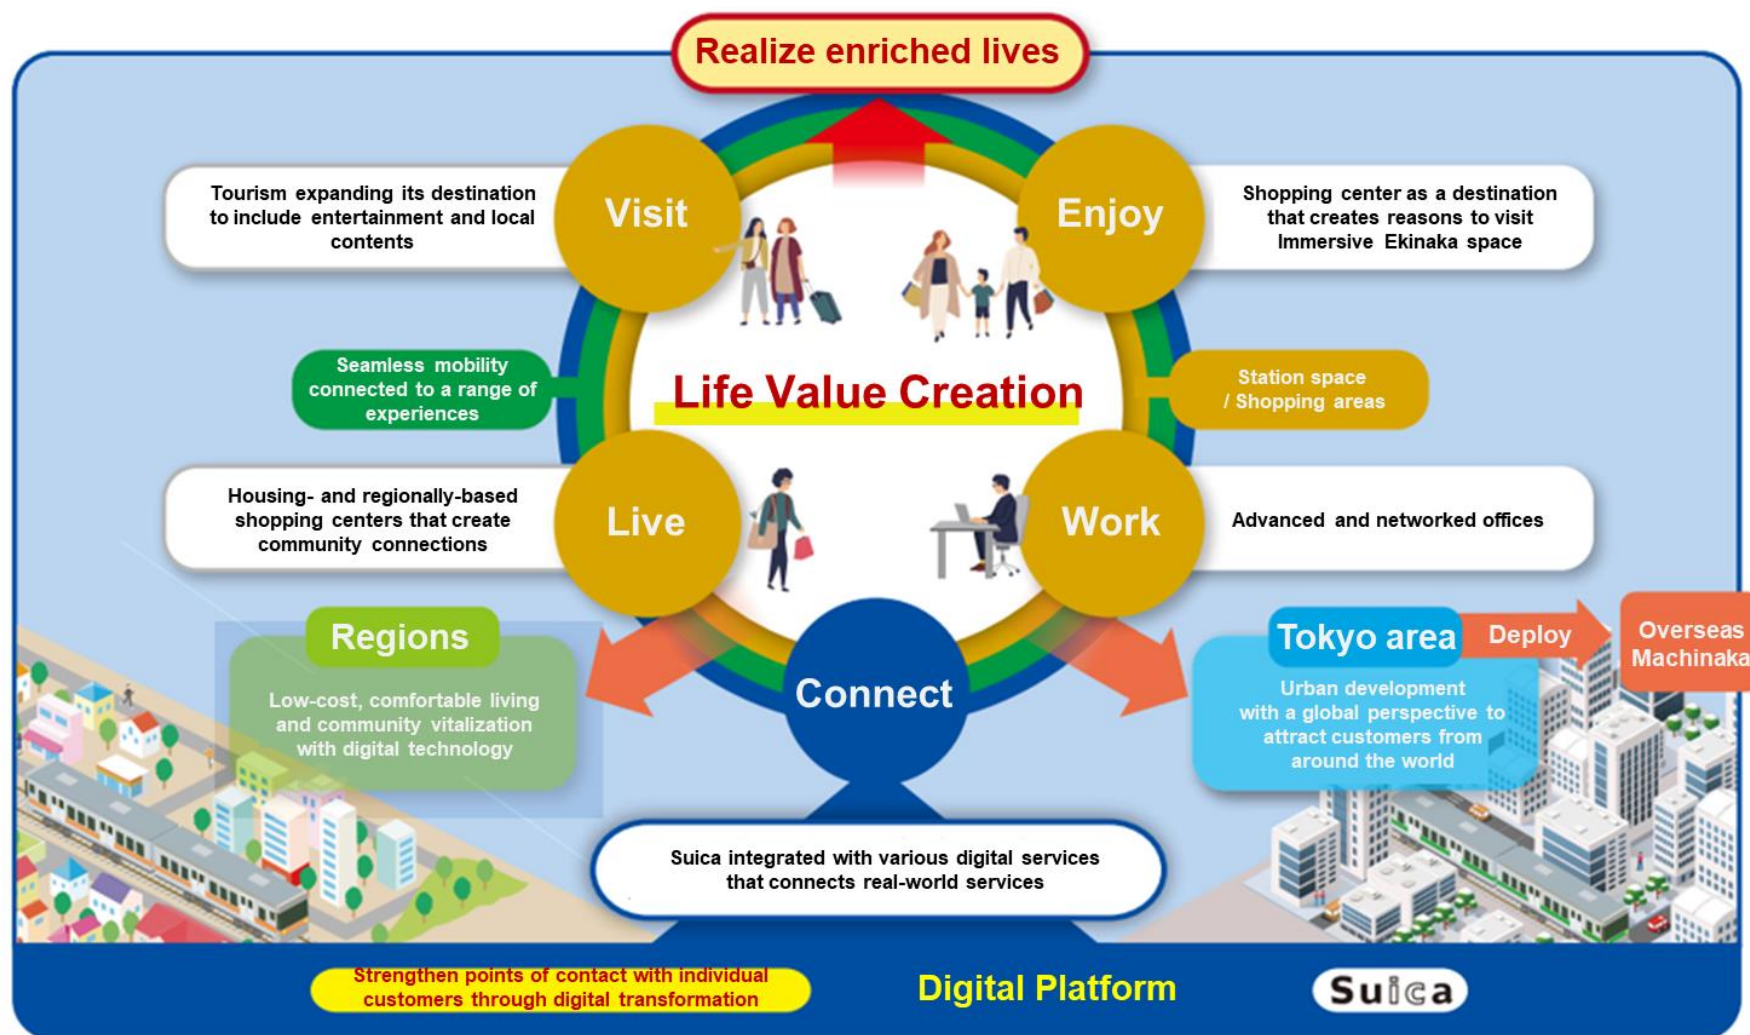 Realize enriched lives
Tourism expanding its destination
to include entertainment and local
contents
Visit
Enjoy
Shopping center as a destination
that creates reasons to visit
Immersive Ekinaka space
Seamless mobility
connected to a range of
experiences
Life Value Creation
Station space
/ Shopping areas
Housing- and regionally-based
shopping centers that create
community connections
Live
Work
Advanced and networked offices
Regions
Low-cost, comfortable living
and community vitalization
with digital technology
Connect
Tokyo area
Deploy
Overseas
Machinaka
Urban development
with a global perspective to
attract customers from
around the world
Suica integrated with various digital services
that connects real-world services
Strengthen points of contact with individual
customers through digital transformation
Digital Platform
Suica